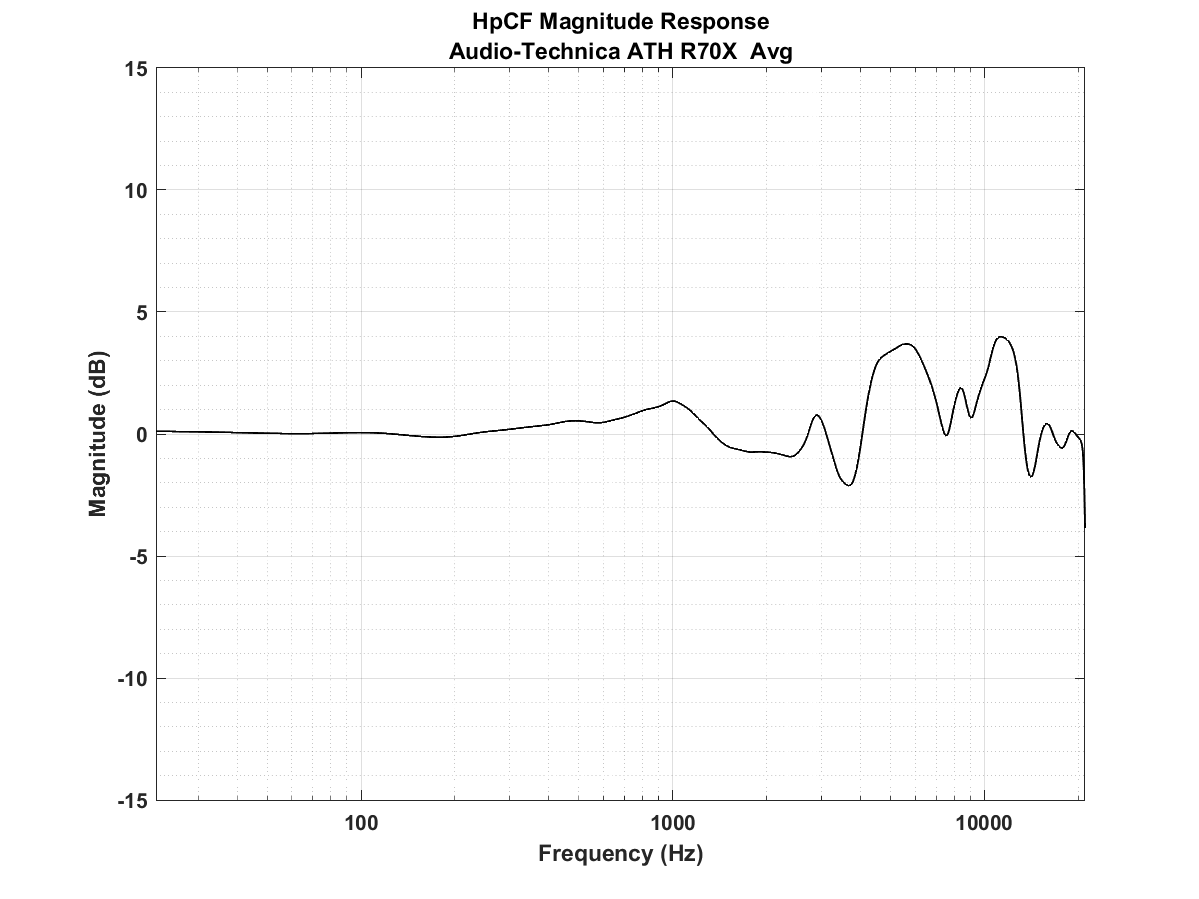 HpCF Magnitude Response
Audio-Technica ATH R70X  Avg
15
10
5
0
-5
-10
-15
Magnitude (dB)
100
1000
10000
Frequency (Hz)